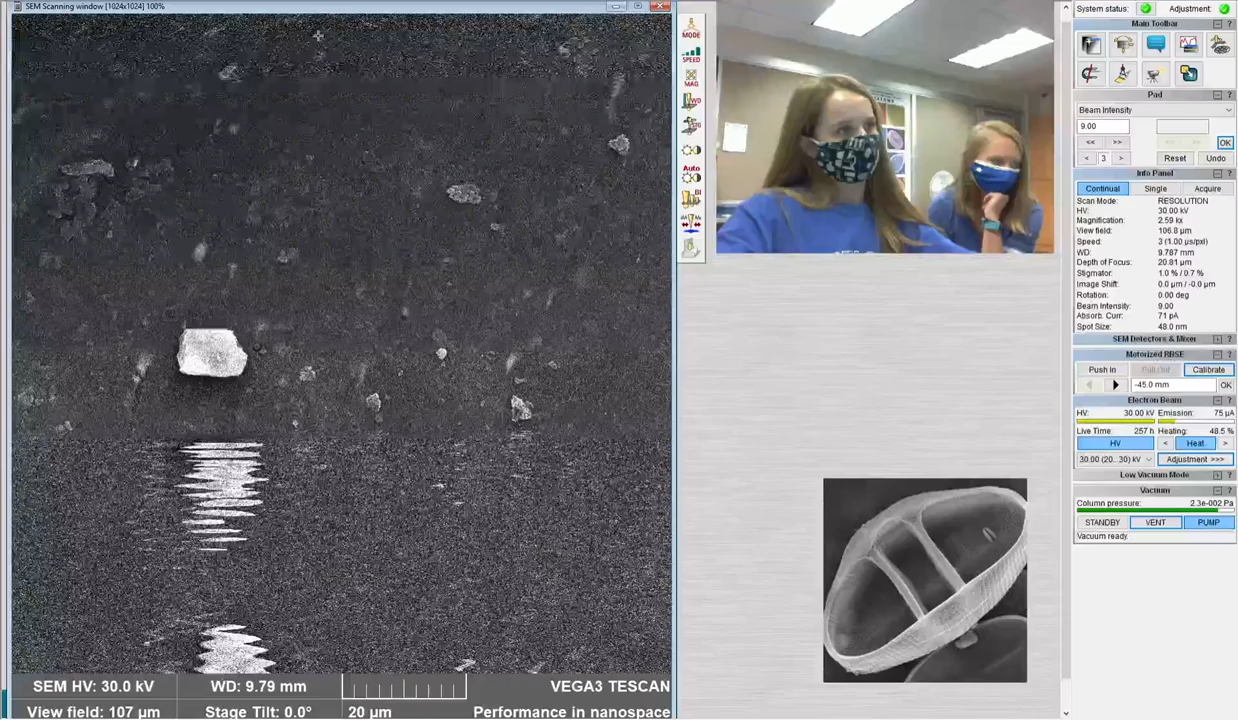 SEM Scanning window [1024x1024] 100%
SEM HV: 30.0 kV
WD: 9.79 mm
VEGA3 TESCAN
View field: 107 µm
Stage Tilt: 0.0°
20 µm
Performance in nanospace
MODE
SPEED
MAG
WD
STG
Auto
BI
System status:
Adjustment:
Main Toolbar
Pad
Beam Intensity
9.00
<< >>
OK
< 3 >
Reset
Undo
Info Panel
Continual
Single
Acquire
Scan Mode: RESOLUTION
HV: 30.00 kV
Magnification: 2.59 kx
View field: 106.8 µm
Speed: 3 (1.00 µs/pxl)
WD: 9.787 mm
Depth of Focus: 20.81 µm
Stigmator: 1.0 % / 0.7 %
Image Shift: 0.0 µm / -0.0 µm
Rotation: 0.00 deg
Beam Intensity: 9.00
Absorb. Curr: 71 pA
Spot Size: 48.0 nm
SEM Detectors & Mixer
Motorized RBSE
Push In
Pull Out
Calibrate
-45.0 mm
OK
Electron Beam
HV: 30.00 kV Emission: 75 µA
Live Time: 257 h Heating: 48.5 %
HV
< Heat. >
30.00 (20.. 30) kV
Adjustment >>>
Low Vacuum Mode
Vacuum
Column pressure: 2.3e-002 Pa
STANDBY
VENT
PUMP
Vacuum ready.